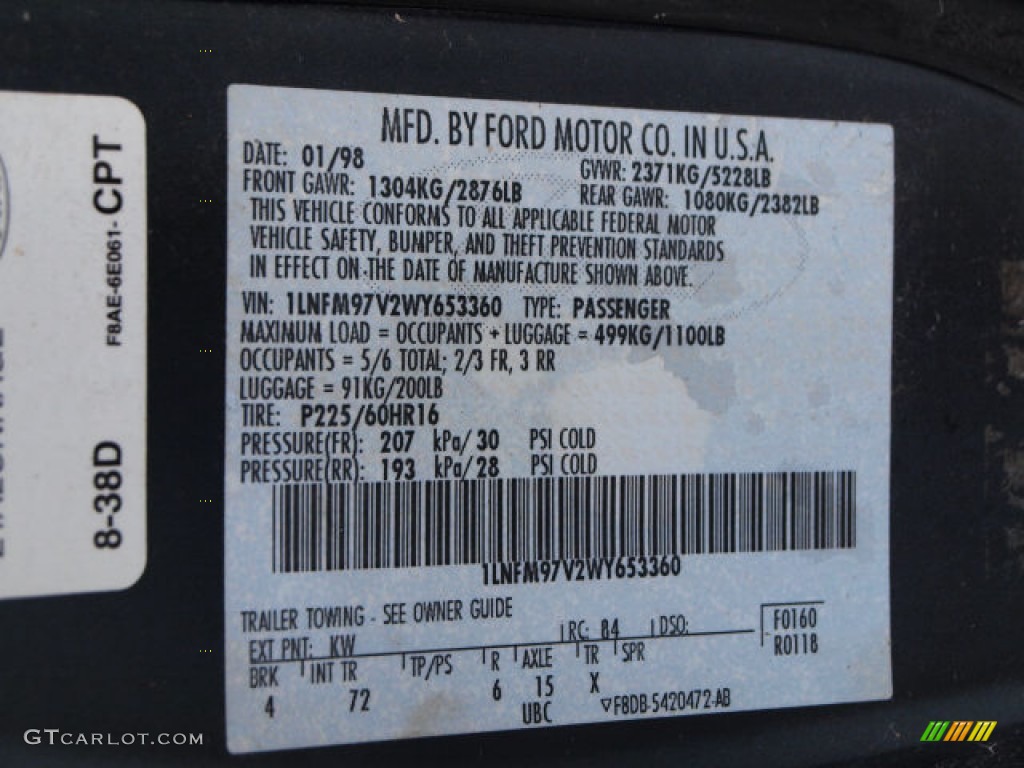 MFD. BY FORD MOTOR CO. IN U.S.A.
DATE: 01/98 GVWR: 2371KG/5228LB
FRONT GAWR: 1304KG/2876LB REAR GAWR: 1080KG/2382LB
THIS VEHICLE CONFORMS TO ALL APPLICABLE FEDERAL MOTOR
VEHICLE SAFETY, BUMPER, AND THEFT PREVENTION STANDARDS
IN EFFECT ON THE DATE OF MANUFACTURE SHOWN ABOVE.
VIN: 1LNFM97V2WY653360 TYPE: PASSENGER
MAXIMUM LOAD = OCCUPANTS + LUGGAGE = 499KG/1100LB
OCCUPANTS = 5/6 TOTAL; 2/3 FR, 3 RR
LUGGAGE = 91KG/200LB
TIRE: P225/60HR16
PRESSURE(FR): 207 kPa/30 PSI COLD
PRESSURE(RR): 193 kPa/28 PSI COLD
1LNFM97V2WY653360
TRAILER TOWING - SEE OWNER GUIDE
EXT PNT: KW RC: B4 DSO: F0160
R0118
BRK INT TR TP/PS R AXLE TR SPR
4 72 6 15 X
UBC ▽F8DB-5420472-AB
F8AE-6E061-CPT
8-38D
GTCARLOT.COM